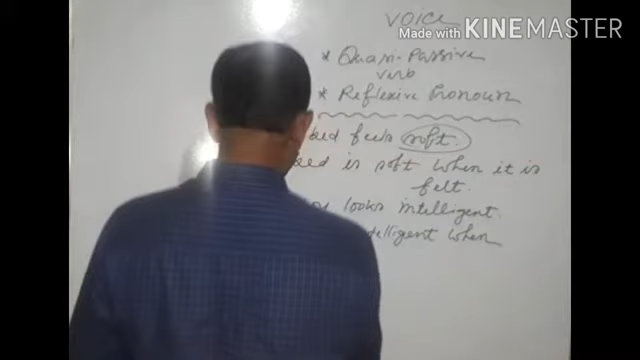 VOICE
Made with KINEMASTER
* Quasi-Passive
verb
* Reflexive Pronoun
bed feels soft.
bed is soft when it is
felt.
looks intelligent.
intelligent when